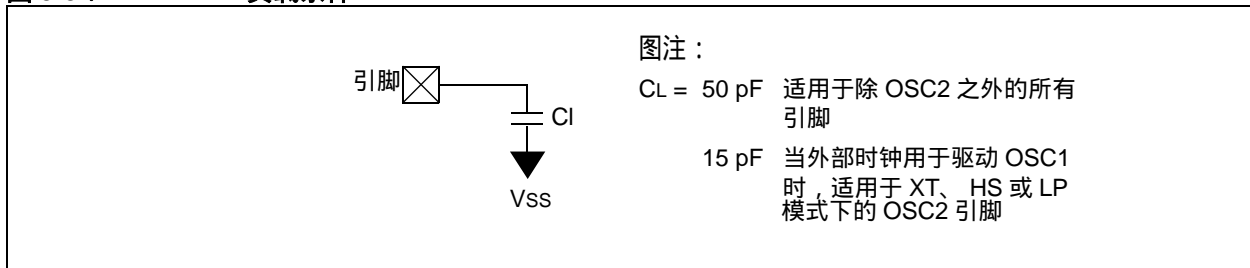 引脚
Cl
Vss
图注：
CL = 50 pF 适用于除 OSC2 之外的所有
引脚
15 pF 当外部时钟用于驱动 OSC1
时，适用于 XT、 HS 或 LP
模式下的 OSC2 引脚